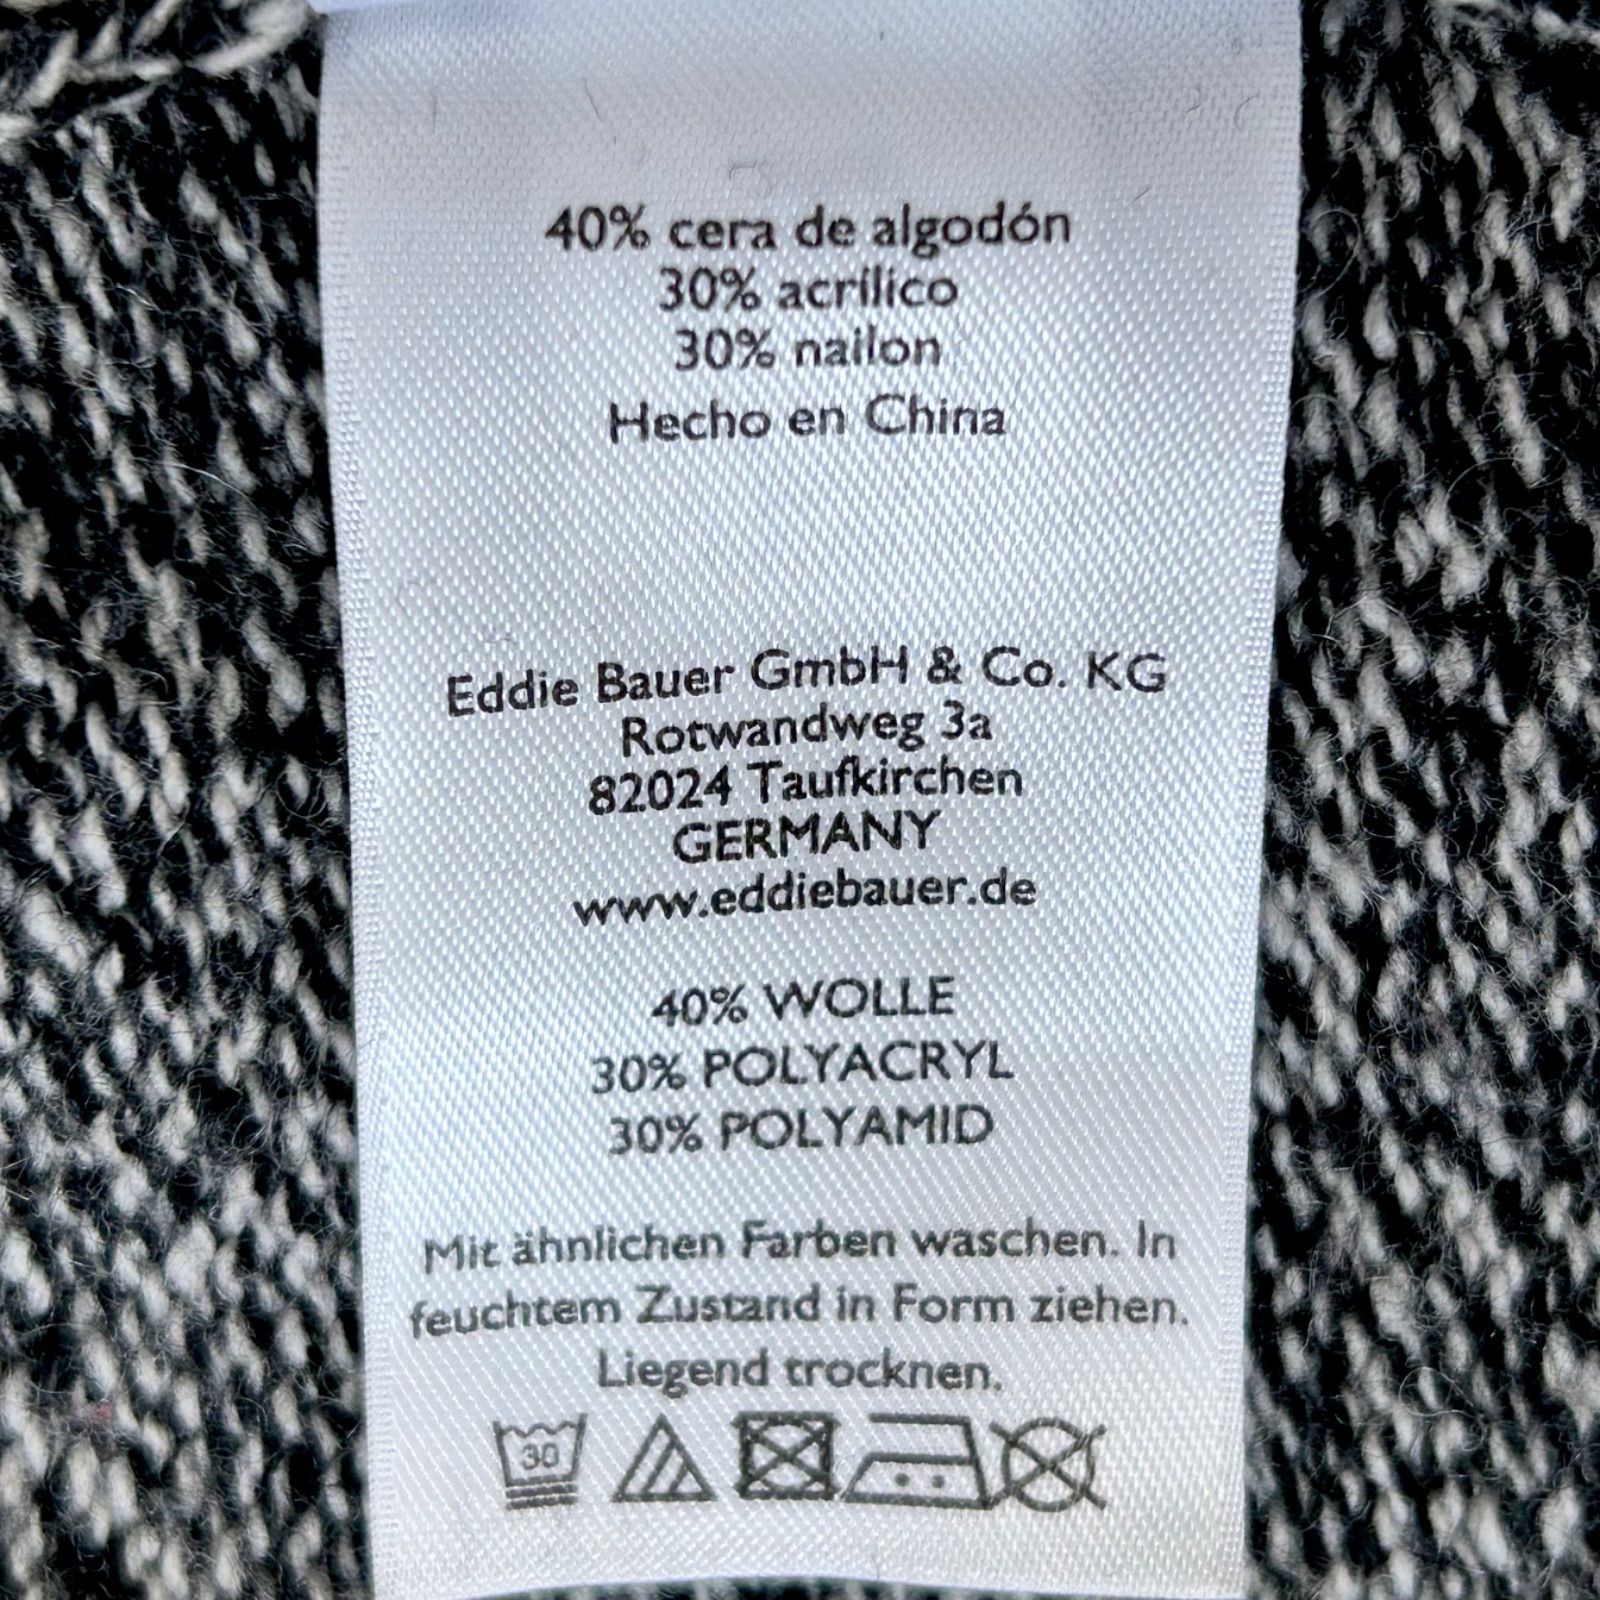 40% cera de algodón
30% acrílico
30% nailon
Hecho en China
Eddie Bauer GmbH & Co. KG
Rotwandweg 3a
82024 Taufkirchen
GERMANY
www.eddiebauer.de
40% WOLLE
30% POLYACRYL
30% POLYAMID
Mit ähnlichen Farben waschen. In
feuchtem Zustand in Form ziehen.
Liegend trocknen.
30